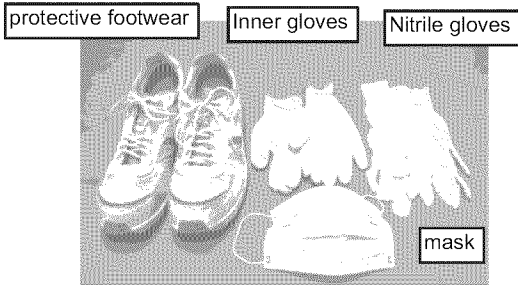 protective footwear
Inner gloves
Nitrile gloves
mask